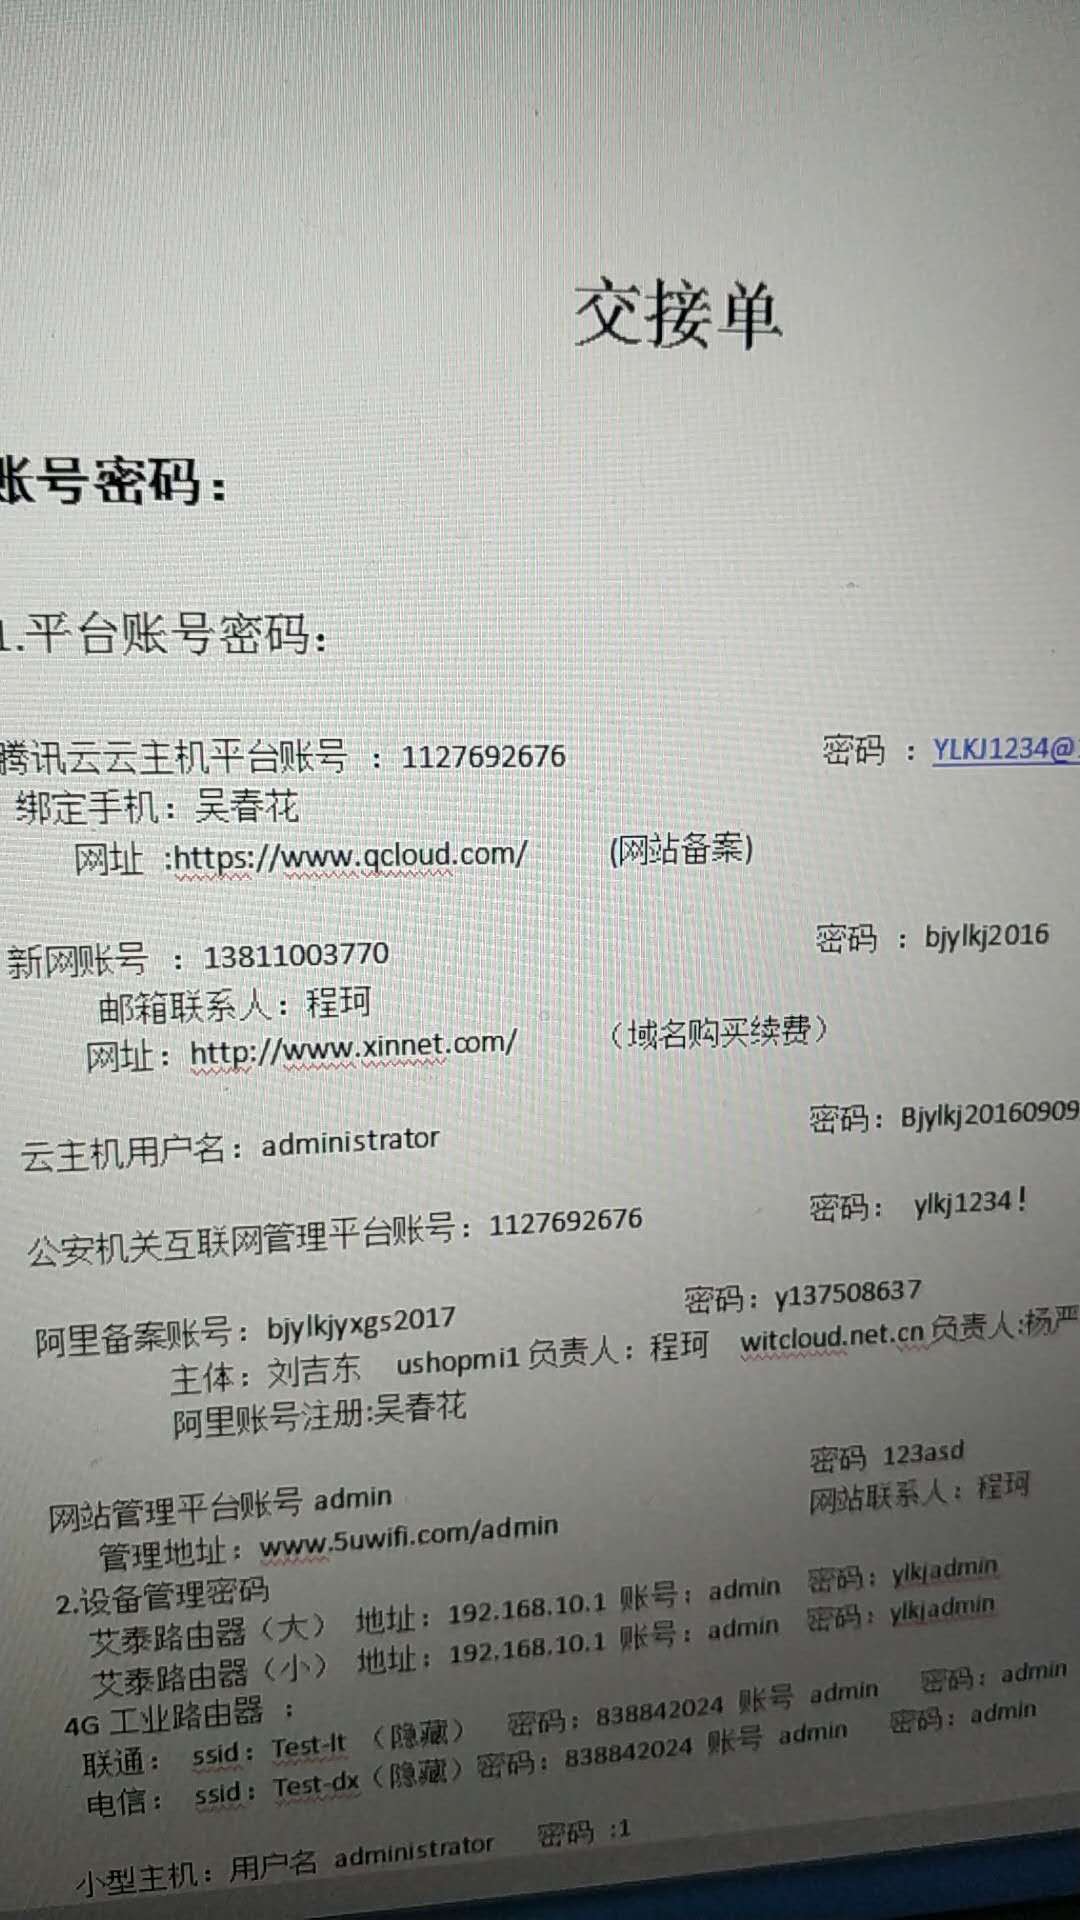 交接单
账号密码：
1.平台账号密码：
腾讯云云主机平台账号 ：1127692676 密码 ：YLKJ1234@
绑定手机：吴春花
网址 :https://www.qcloud.com/ (网站备案)
新网账号 ：13811003770 密码 ：bjylkj2016
邮箱联系人：程珂
网址：http://www.xinnet.com/ （域名购买续费）
云主机用户名：administrator 密码：Bjylkj20160909
公安机关互联网管理平台账号：1127692676 密码： ylkj1234！
阿里备案账号：bjylkjyxgs2017 密码：y137508637
主体：刘吉东 ushopmi1 负责人：程珂 witcloud.net.cn 负责人:杨严
阿里账号注册:吴春花
网站管理平台账号 admin 密码 123asd
管理地址：www.5uwifi.com/admin 网站联系人：程珂
2.设备管理密码
艾泰路由器（大） 地址：192.168.10.1 账号；admin 密码：ylkjadmin
艾泰路由器（小） 地址：192.168.10.1 账号：admin 密码：ylkjadmin
4G 工业路由器 ：
联通： ssid：Test-lt （隐藏） 密码：838842024 账号 admin 密码：admin
电信： ssid：Test-dx（隐藏）密码：838842024 账号 admin 密码：admin
小型主机：用户名 administrator 密码 :1